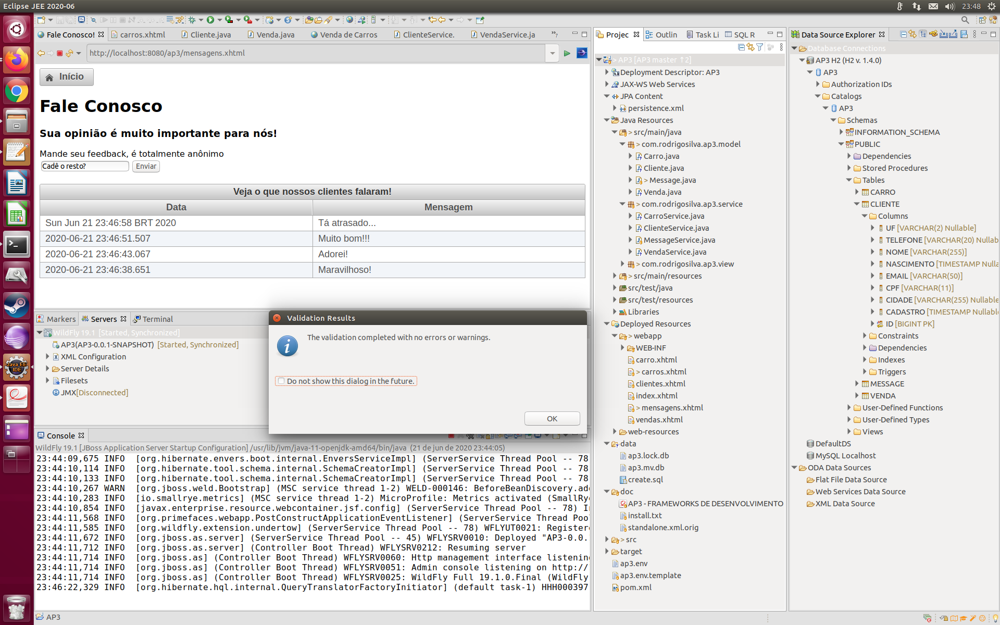 Eclipse JEE 2020-06
23:48
Fale Conosco!
carros.xhtml
Cliente.java
Venda.java
Venda de Carros
ClienteService.
VendaService.ja
»7
http://localhost:8080/ap3/mensagens.xhtml
Início
Fale Conosco
Sua opinião é muito importante para nós!
Mande seu feedback, é totalmente anônimo
Cadê o resto?
Enviar
Veja o que nossos clientes falaram!
Data
Mensagem
Sun Jun 21 23:46:58 BRT 2020
Tá atrasado...
2020-06-21 23:46:51.507
Muito bom!!!
2020-06-21 23:46:43.067
Adorei!
2020-06-21 23:46:38.651
Maravilhoso!
Markers
Servers
Terminal
WildFly 19.1 [Started, Synchronized]
AP3(AP3-0.0.1-SNAPSHOT) [Started, Synchronized]
XML Configuration
Server Details
Filesets
JMX[Disconnected]
Validation Results
The validation completed with no errors or warnings.
Do not show this dialog in the future.
OK
Console
WildFly 19.1 [JBoss Application Server Startup Configuration] /usr/lib/jvm/java-11-openjdk-amd64/bin/java (21 de jun de 2020 23:44:05)
23:44:09,675 INFO [org.hibernate.envers.boot.internal.EnversServiceImpl] (ServerService Thread Pool -- 78
23:44:10,114 INFO [org.hibernate.tool.schema.internal.SchemaCreatorImpl] (ServerService Thread Pool -- 78
23:44:10,133 INFO [org.hibernate.tool.schema.internal.SchemaCreatorImpl] (ServerService Thread Pool -- 78
23:44:10,267 WARN [org.jboss.weld.Bootstrap] (MSC service thread 1-2) WELD-000146: BeforeBeanDiscovery.add
23:44:10,283 INFO [io.smallrye.metrics] (MSC service thread 1-2) MicroProfile: Metrics activated (SmallRye
23:44:10,854 INFO [javax.enterprise.resource.webcontainer.jsf.config] (ServerService Thread Pool -- 78) I
23:44:11,568 INFO [org.primefaces.webapp.PostConstructApplicationEventListener] (ServerService Thread Poo
23:44:11,585 INFO [org.wildfly.extension.undertow] (ServerService Thread Pool -- 78) WFLYUT0021: Registere
23:44:11,672 INFO [org.jboss.as.server] (ServerService Thread Pool -- 45) WFLYSRV0010: Deployed "AP3-0.0.
23:44:11,712 INFO [org.jboss.as.server] (Controller Boot Thread) WFLYSRV0212: Resuming server
23:44:11,714 INFO [org.jboss.as] (Controller Boot Thread) WFLYSRV0060: Http management interface listening
23:44:11,714 INFO [org.jboss.as] (Controller Boot Thread) WFLYSRV0051: Admin console listening on http://
23:44:11,714 INFO [org.jboss.as] (Controller Boot Thread) WFLYSRV0025: WildFly Full 19.1.0.Final (WildFly
23:46:22,329 INFO [org.hibernate.hql.internal.QueryTranslatorFactoryInitiator] (default task-1) HHH000397
AP3
Projec
Outlin
Task Li
SQL R
> AP3 [AP3 master ↑2]
Deployment Descriptor: AP3
JAX-WS Web Services
JPA Content
persistence.xml
Java Resources
> src/main/java
> com.rodrigosilva.ap3.model
Carro.java
Cliente.java
> Message.java
Venda.java
> com.rodrigosilva.ap3.service
CarroService.java
ClienteService.java
MessageService.java
VendaService.java
> com.rodrigosilva.ap3.view
> src/main/resources
src/test/java
src/test/resources
Libraries
Deployed Resources
> webapp
WEB-INF
carro.xhtml
> carros.xhtml
clientes.xhtml
index.xhtml
> mensagens.xhtml
vendas.xhtml
web-resources
data
ap3.lock.db
ap3.mv.db
create.sql
doc
AP3 - FRAMEWORKS DE DESENVOLVIMENTO
install.txt
standalone.xml.orig
> src
target
ap3.env
ap3.env.template
pom.xml
Data Source Explorer
Database Connections
AP3 H2 (H2 v. 1.4.0)
AP3
Authorization IDs
Catalogs
AP3
Schemas
INFORMATION_SCHEMA
PUBLIC
Dependencies
Stored Procedures
Tables
CARRO
CLIENTE
Columns
UF [VARCHAR(2) Nullable]
TELEFONE [VARCHAR(20) Nullab
NOME [VARCHAR(255)]
NASCIMENTO [TIMESTAMP Nulla
EMAIL [VARCHAR(50)]
CPF [VARCHAR(11)]
CIDADE [VARCHAR(255) Nullable
CADASTRO [TIMESTAMP Nullabl
ID [BIGINT PK]
Constraints
Dependencies
Indexes
Triggers
MESSAGE
VENDA
User-Defined Functions
User-Defined Types
Views
DefaultDS
MySQL Localhost
ODA Data Sources
Flat File Data Source
Web Services Data Source
XML Data Source
Java EE
IDE